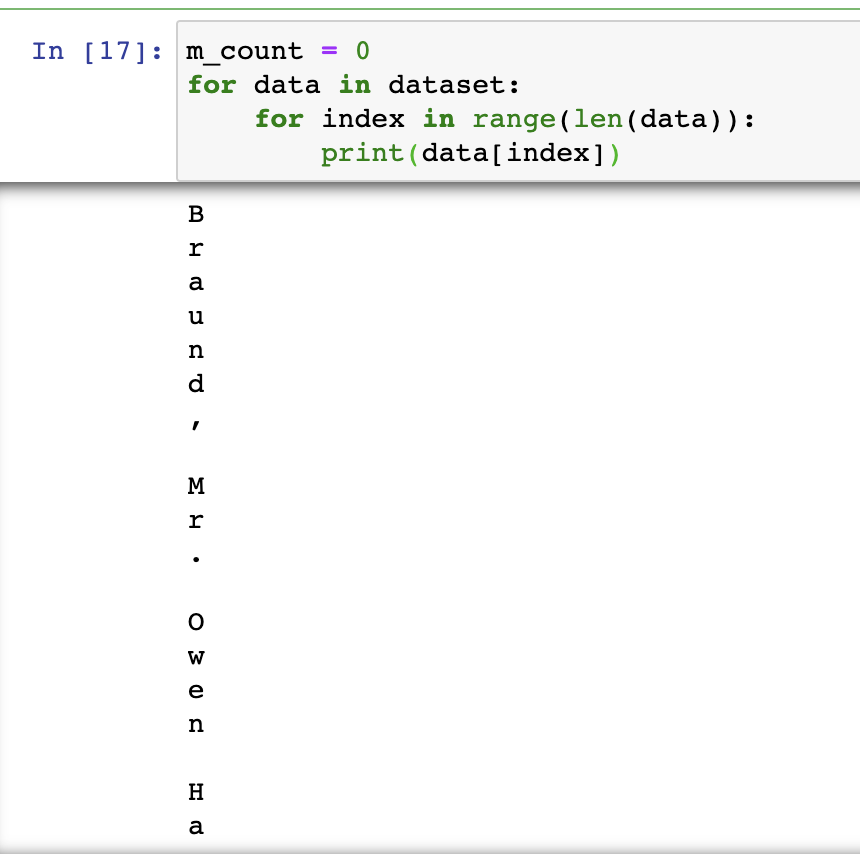 In [17]: m_count = 0
for data in dataset:
    for index in range(len(data)):
        print(data[index])
B
r
a
u
n
d
,
M
r
.
O
w
e
n
H
a